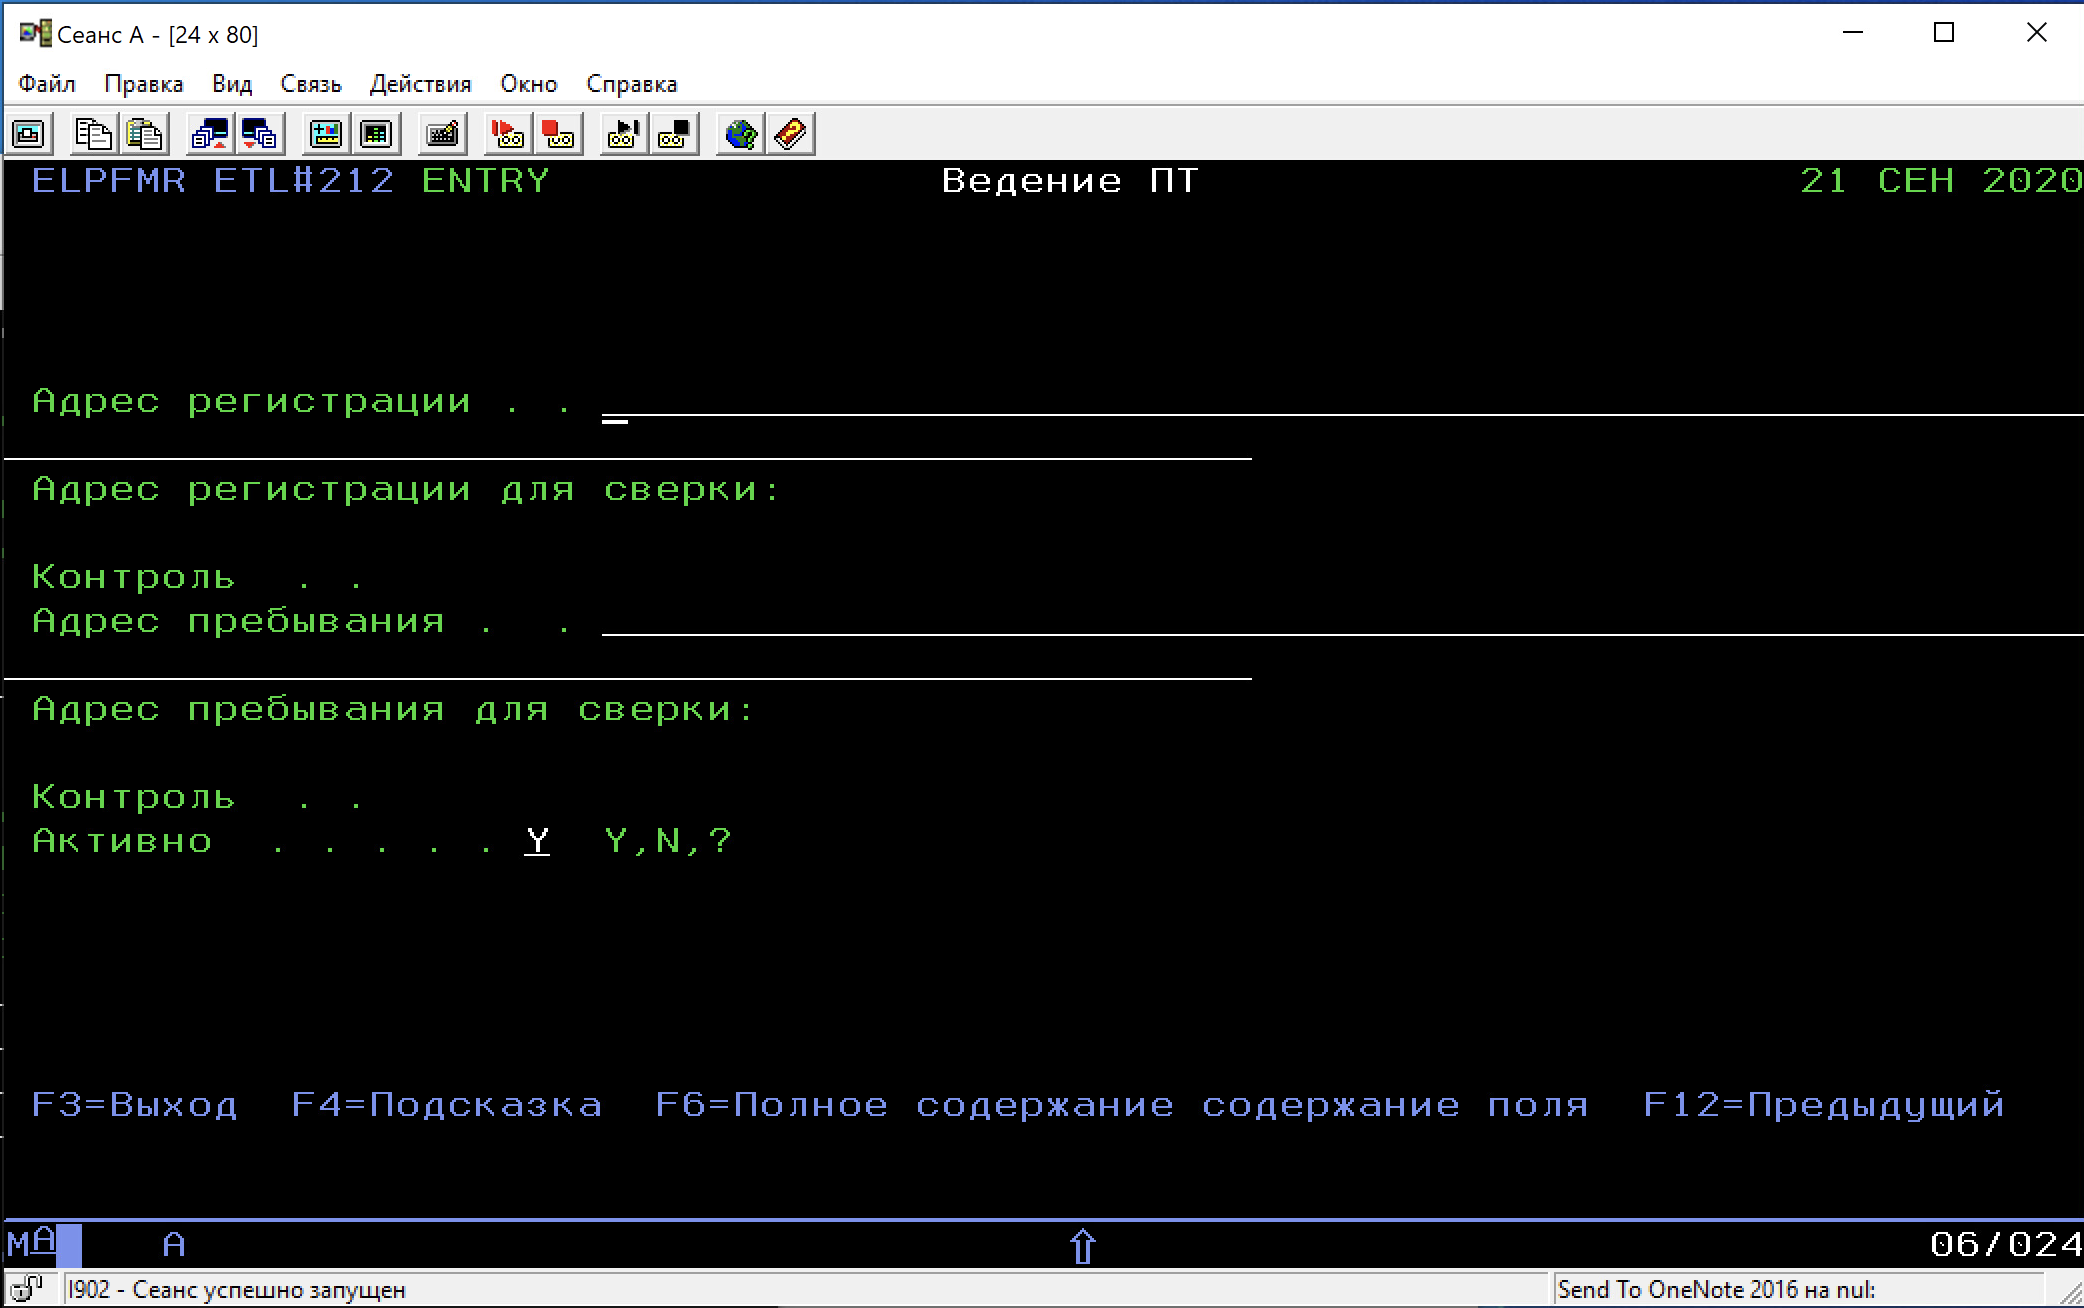 Сеанс A - [24 x 80]
Файл Правка Вид Связь Действия Окно Справка
ELPFMR ETL#212 ENTRY Ведение ПТ 21 СЕН 2020
Адрес регистрации . .
Адрес регистрации для сверки:
Контроль . .
Адрес пребывания . .
Адрес пребывания для сверки:
Контроль . .
Активно . . . . . Y Y,N,?
F3=Выход F4=Подсказка F6=Полное содержание содержание поля F12=Предыдущий
MA A 06/024
I902 - Сеанс успешно запущен Send To OneNote 2016 на nul: